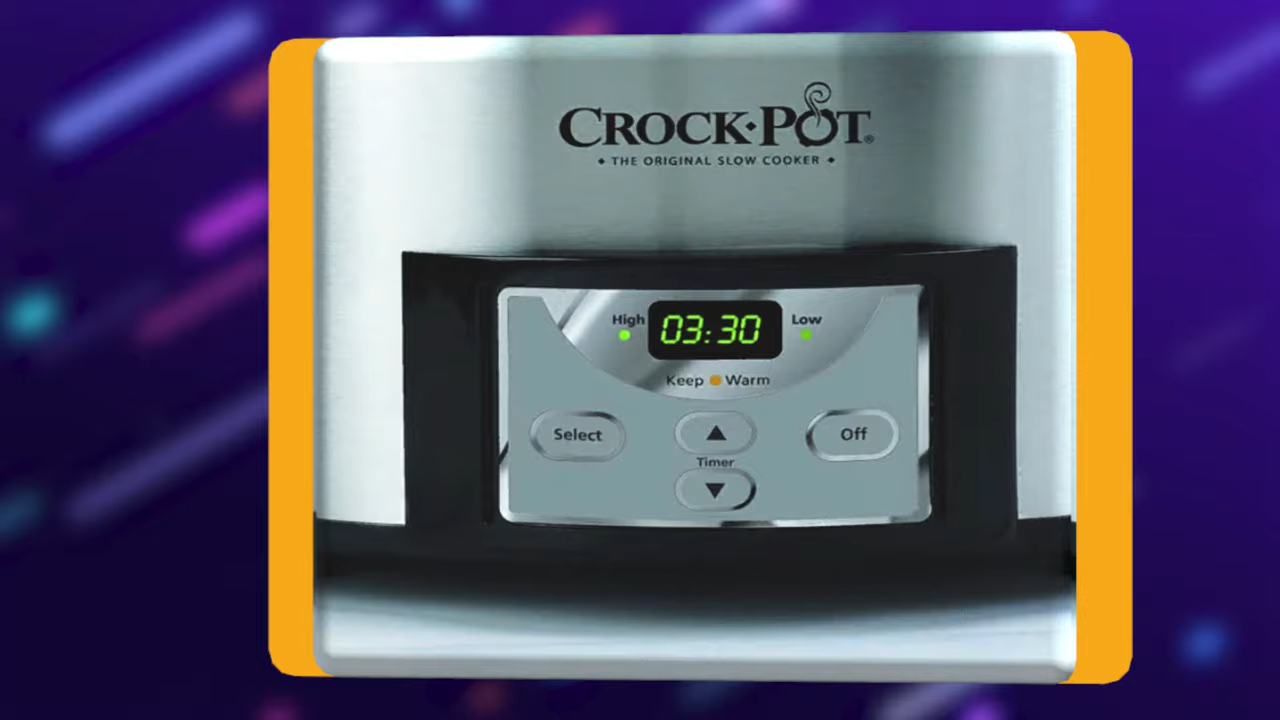 CROCK·POT®
• THE ORIGINAL SLOW COOKER •
High 03:30 Low
Keep Warm
Select ▲ Off
Timer
▼